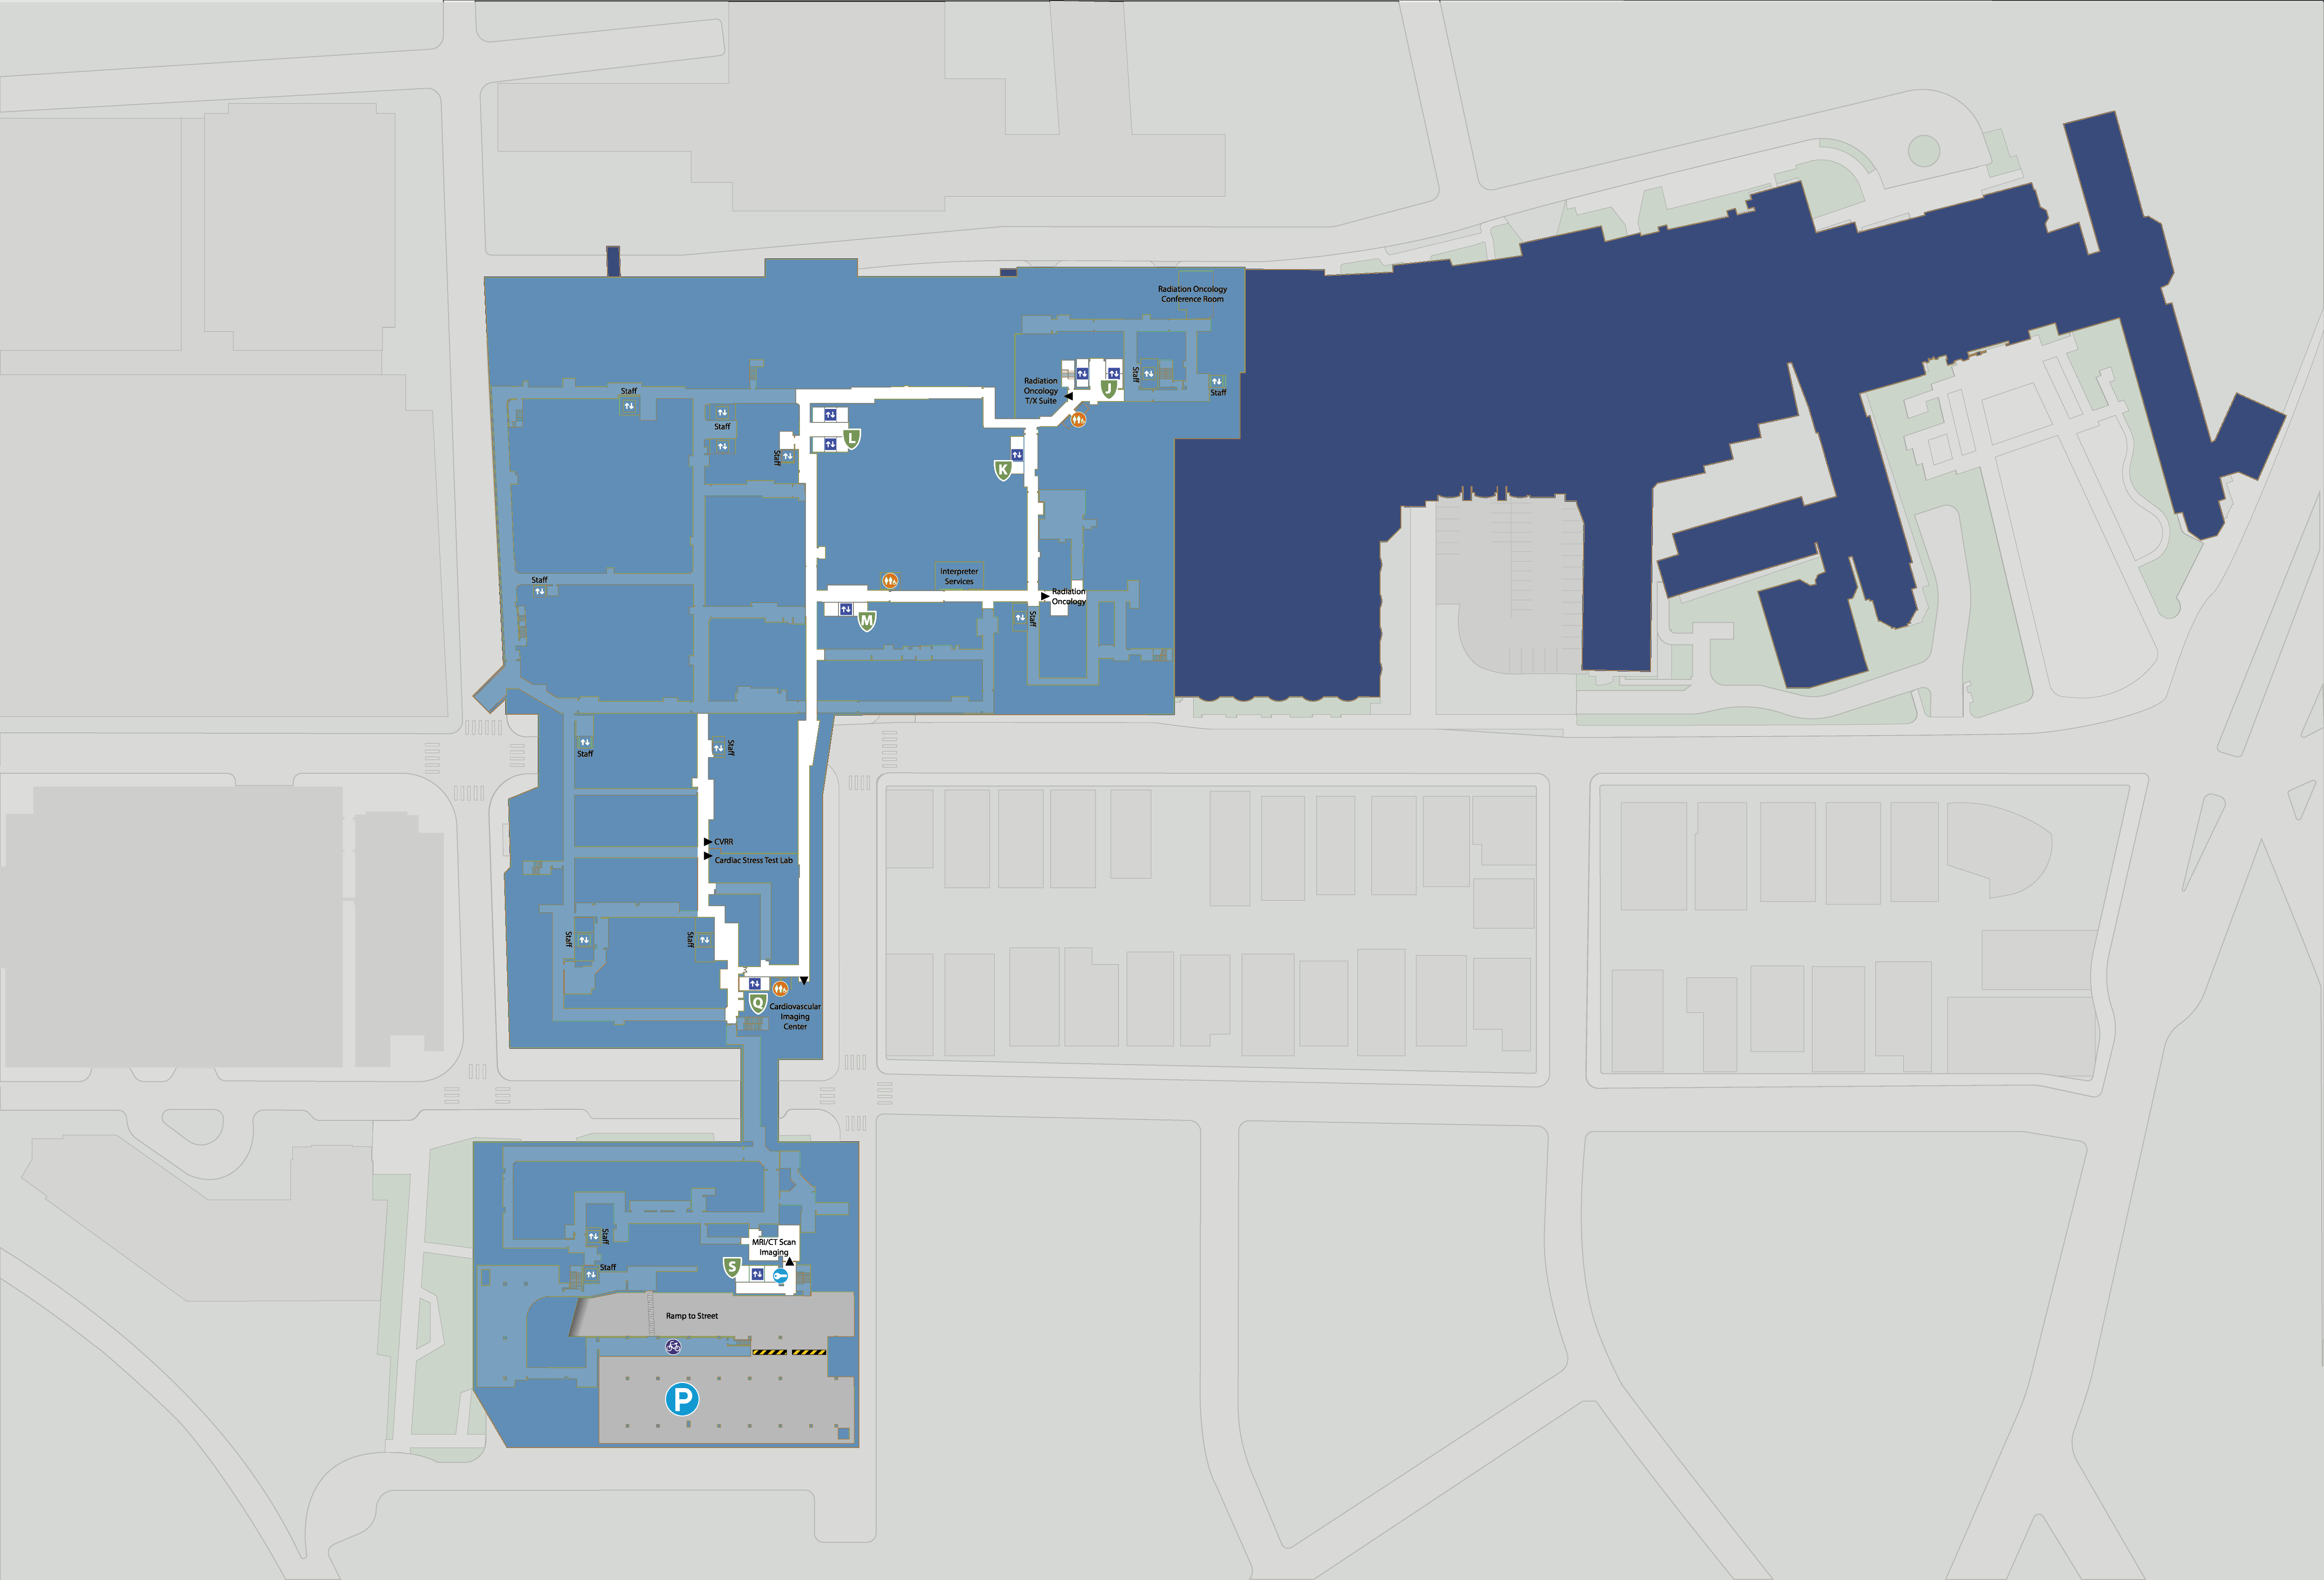 Radiation Oncology
Conference Room
Staff
J
Radiation
Oncology
T/X Suite
Staff
Staff
Staff
L
Staff
K
Interpreter
Services
Staff
Radiation
Oncology
M
Staff
Staff
Staff
CVRR
Cardiac Stress Test Lab
Staff
Staff
Q
Cardiovascular
Imaging
Center
Staff
MRI/CT Scan
Imaging
S
Staff
Ramp to Street
P